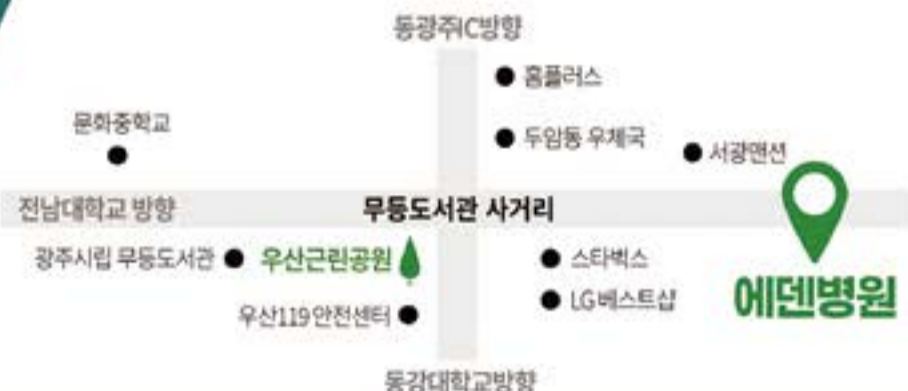 동광주IC방향
홈플러스
문화중학교
두암동 우체국
서광맨션
전남대학교 방향
무등도서관 사거리
광주시립 무등도서관
우산근린공원
스타벅스
에덴병원
LG베스트샵
우산119안전센터
동강대학교방향